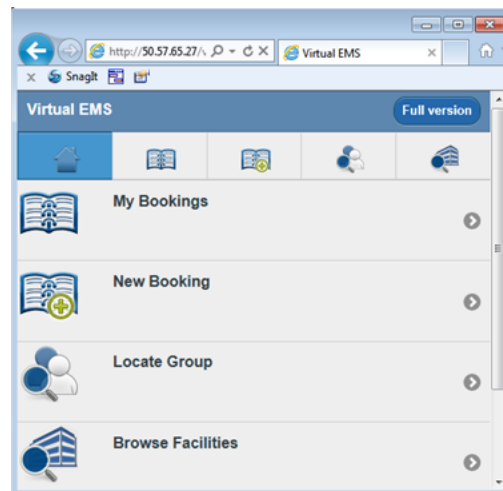 http://50.57.65.27/
Virtual EMS
SnagIt
Virtual EMS
Full version
My Bookings
New Booking
Locate Group
Browse Facilities